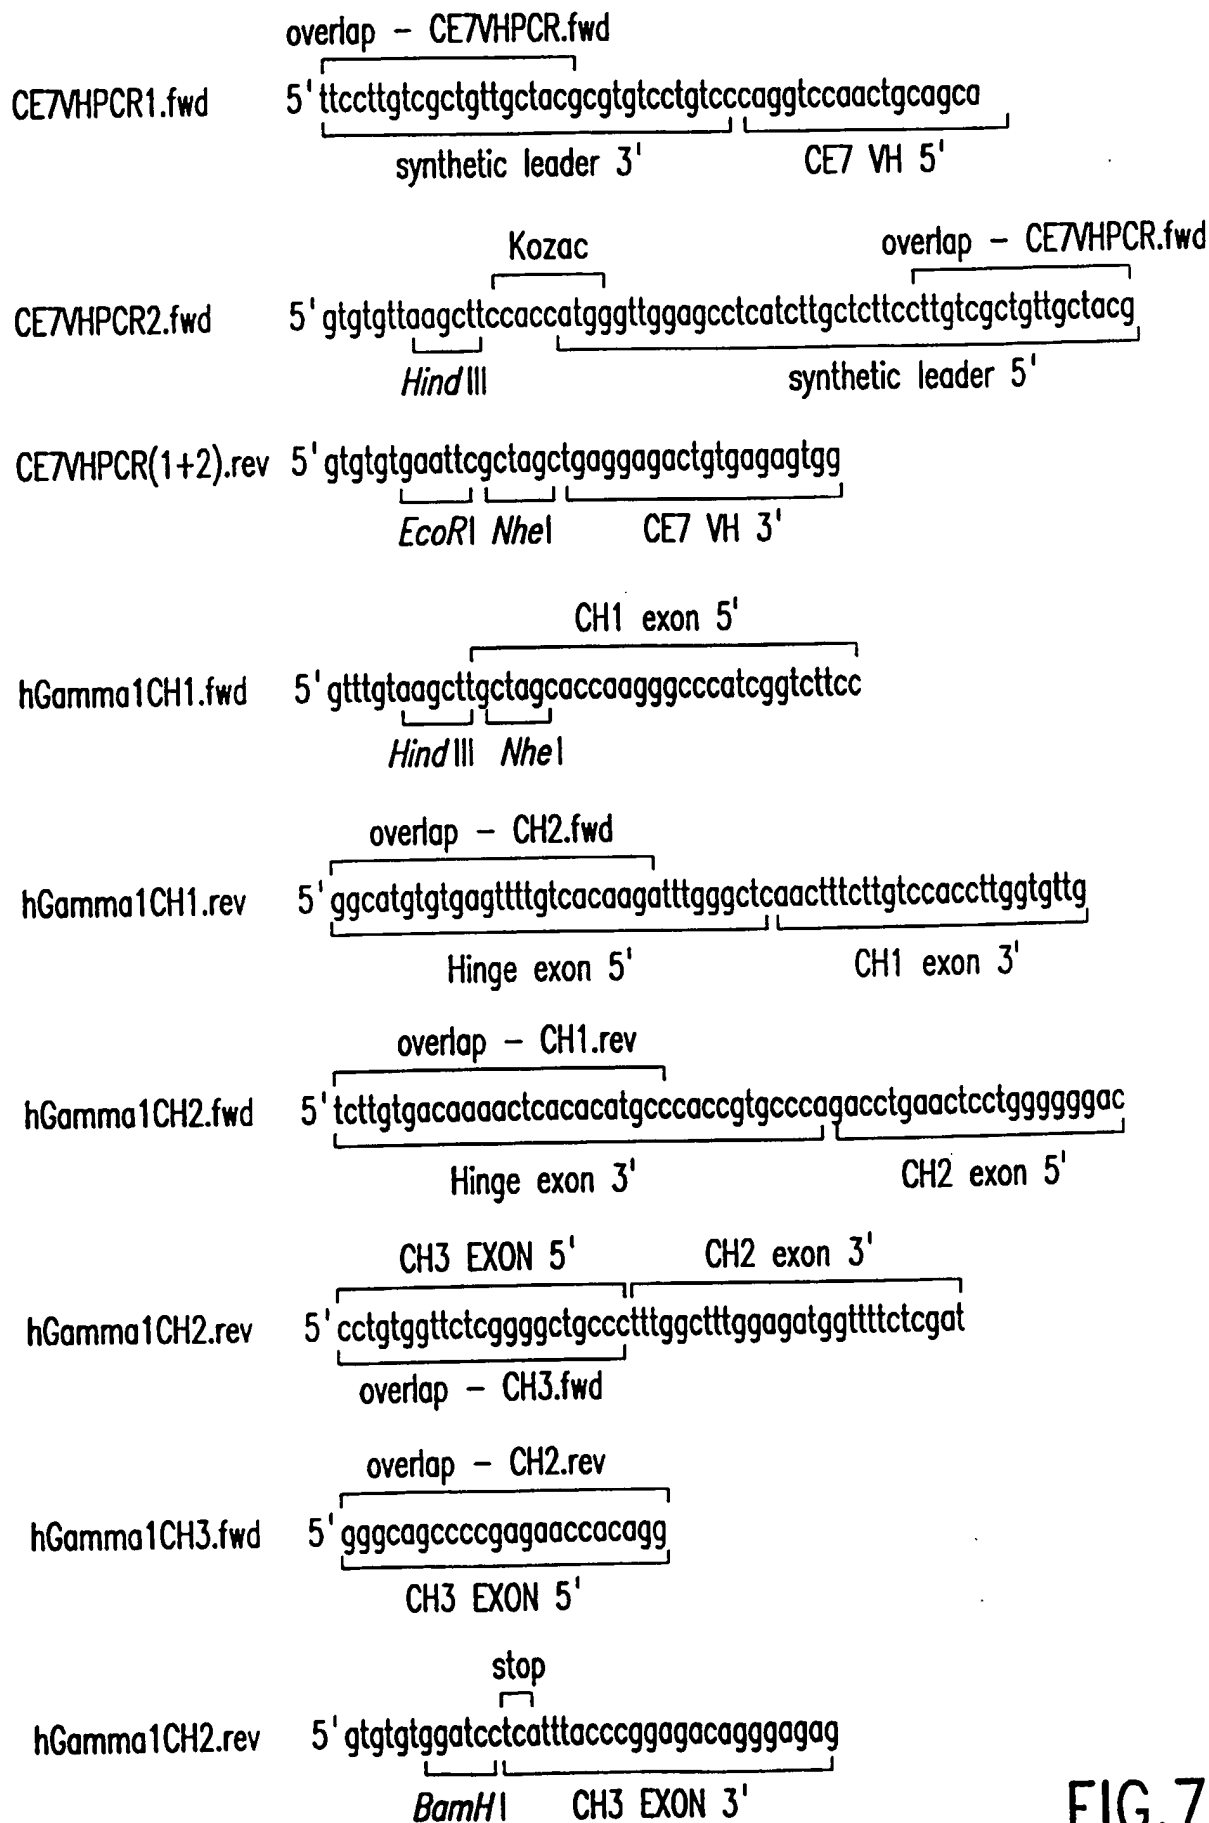 overlap – CE7VHPCR.fwd
CE7VHPCR1.fwd 5'ttccttgtcgctgttgctacgcgtgtcctgtcccaggtccaactgcagca
synthetic leader 3' CE7 VH 5'
Kozac overlap – CE7VHPCR.fwd
CE7VHPCR2.fwd 5'gtgtgttaagcttccaccatgggttggagcctcatcttgctcttccttgtcgctgttgctacg
HindIII synthetic leader 5'
CE7VHPCR(1+2).rev 5'gtgtgtgaattcgctagctgaggagactgtgagagtgg
EcoRI NheI CE7 VH 3'
CH1 exon 5'
hGamma1CH1.fwd 5'gtttgtaagcttgctagcaccaagggcccatcggtcttcc
HindIII NheI
overlap – CH2.fwd
hGamma1CH1.rev 5'ggcatgtgtgagttttgtcacaagatttgggctcaactttcttgtccaccttggtgttg
Hinge exon 5' CH1 exon 3'
overlap – CH1.rev
hGamma1CH2.fwd 5'tcttgtgacaaaactcacacatgcccaccgtgcccagacctgaactcctggggggac
Hinge exon 3' CH2 exon 5'
CH3 EXON 5' CH2 exon 3'
hGamma1CH2.rev 5'cctgtggttctcggggctgccctttggctttggagatggttttctcgat
overlap – CH3.fwd
overlap – CH2.rev
hGamma1CH3.fwd 5'gggcagccccgagaaccacagg
CH3 EXON 5'
stop
hGamma1CH2.rev 5'gtgtgtggatcctcatttacccggagacagggagag
BamHI CH3 EXON 3'
FIG.7